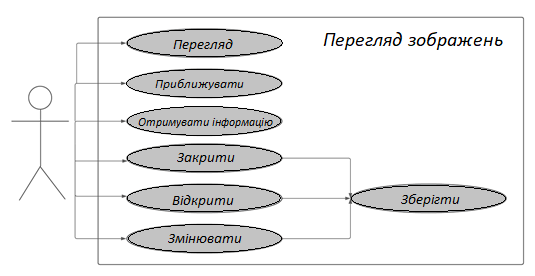 Перегляд зображень
Перегляд
Приближувати
Отримувати інформацію
Закрити
Відкрити
Зберігти
Змінювати